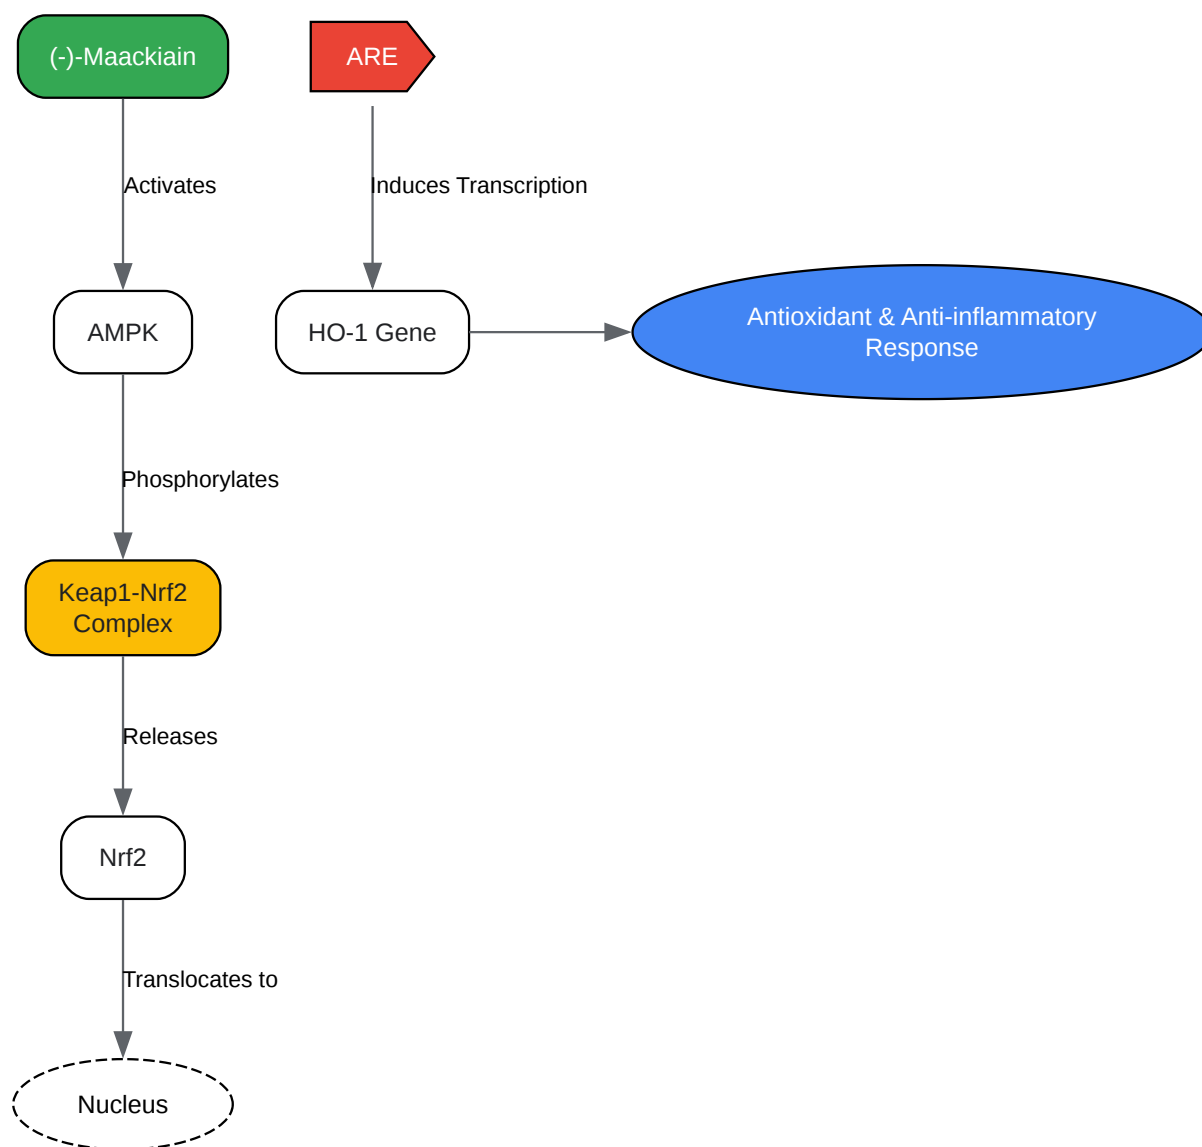 (-)-Maackiain
ARE
Activates
Induces Transcription
AMPK
HO-1 Gene
Antioxidant & Anti-inflammatory
Response
Phosphorylates
Keap1-Nrf2
Complex
Releases
Nrf2
Translocates to
Nucleus